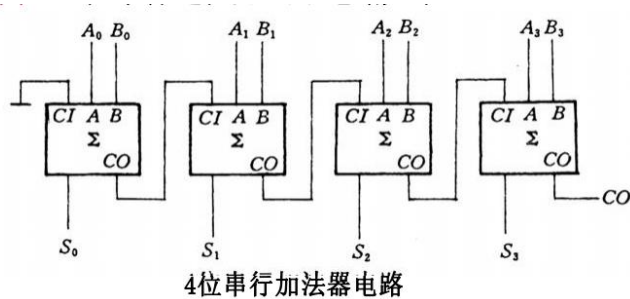 A₀ B₀ A₁ B₁ A₂ B₂ A₃ B₃
CI A B CI A B CI A B CI A B
Σ Σ Σ Σ
CO CO CO CO
CO
S₀ S₁ S₂ S₃
4位串行加法器电路